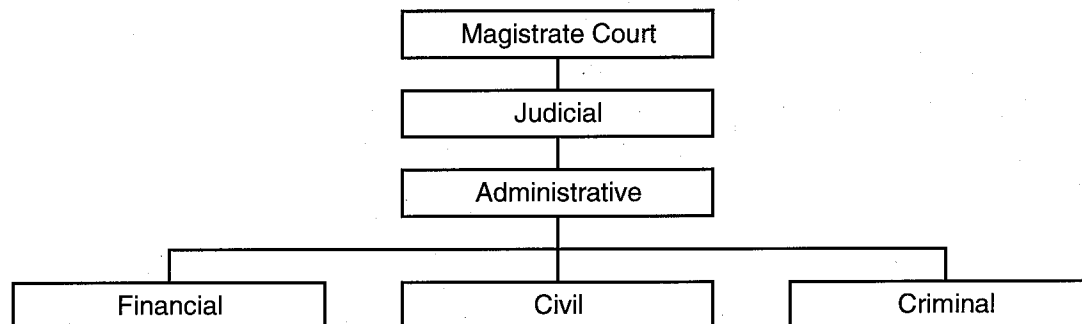 Magistrate Court
Judicial
Administrative
Financial
Civil
Criminal